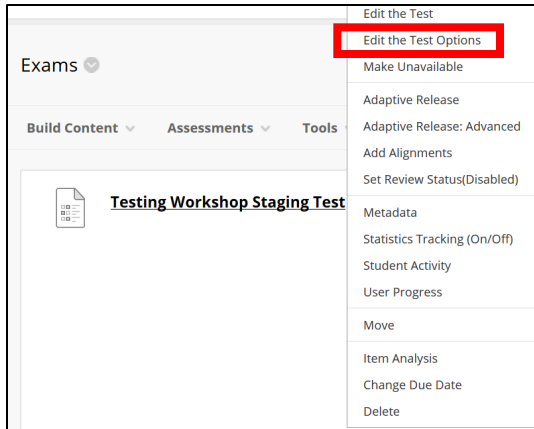 Exams
Build Content
Assessments
Tools
Testing Workshop Staging Test
Edit the Test
Edit the Test Options
Make Unavailable
Adaptive Release
Adaptive Release: Advanced
Add Alignments
Set Review Status(Disabled)
Metadata
Statistics Tracking (On/Off)
Student Activity
User Progress
Move
Item Analysis
Change Due Date
Delete